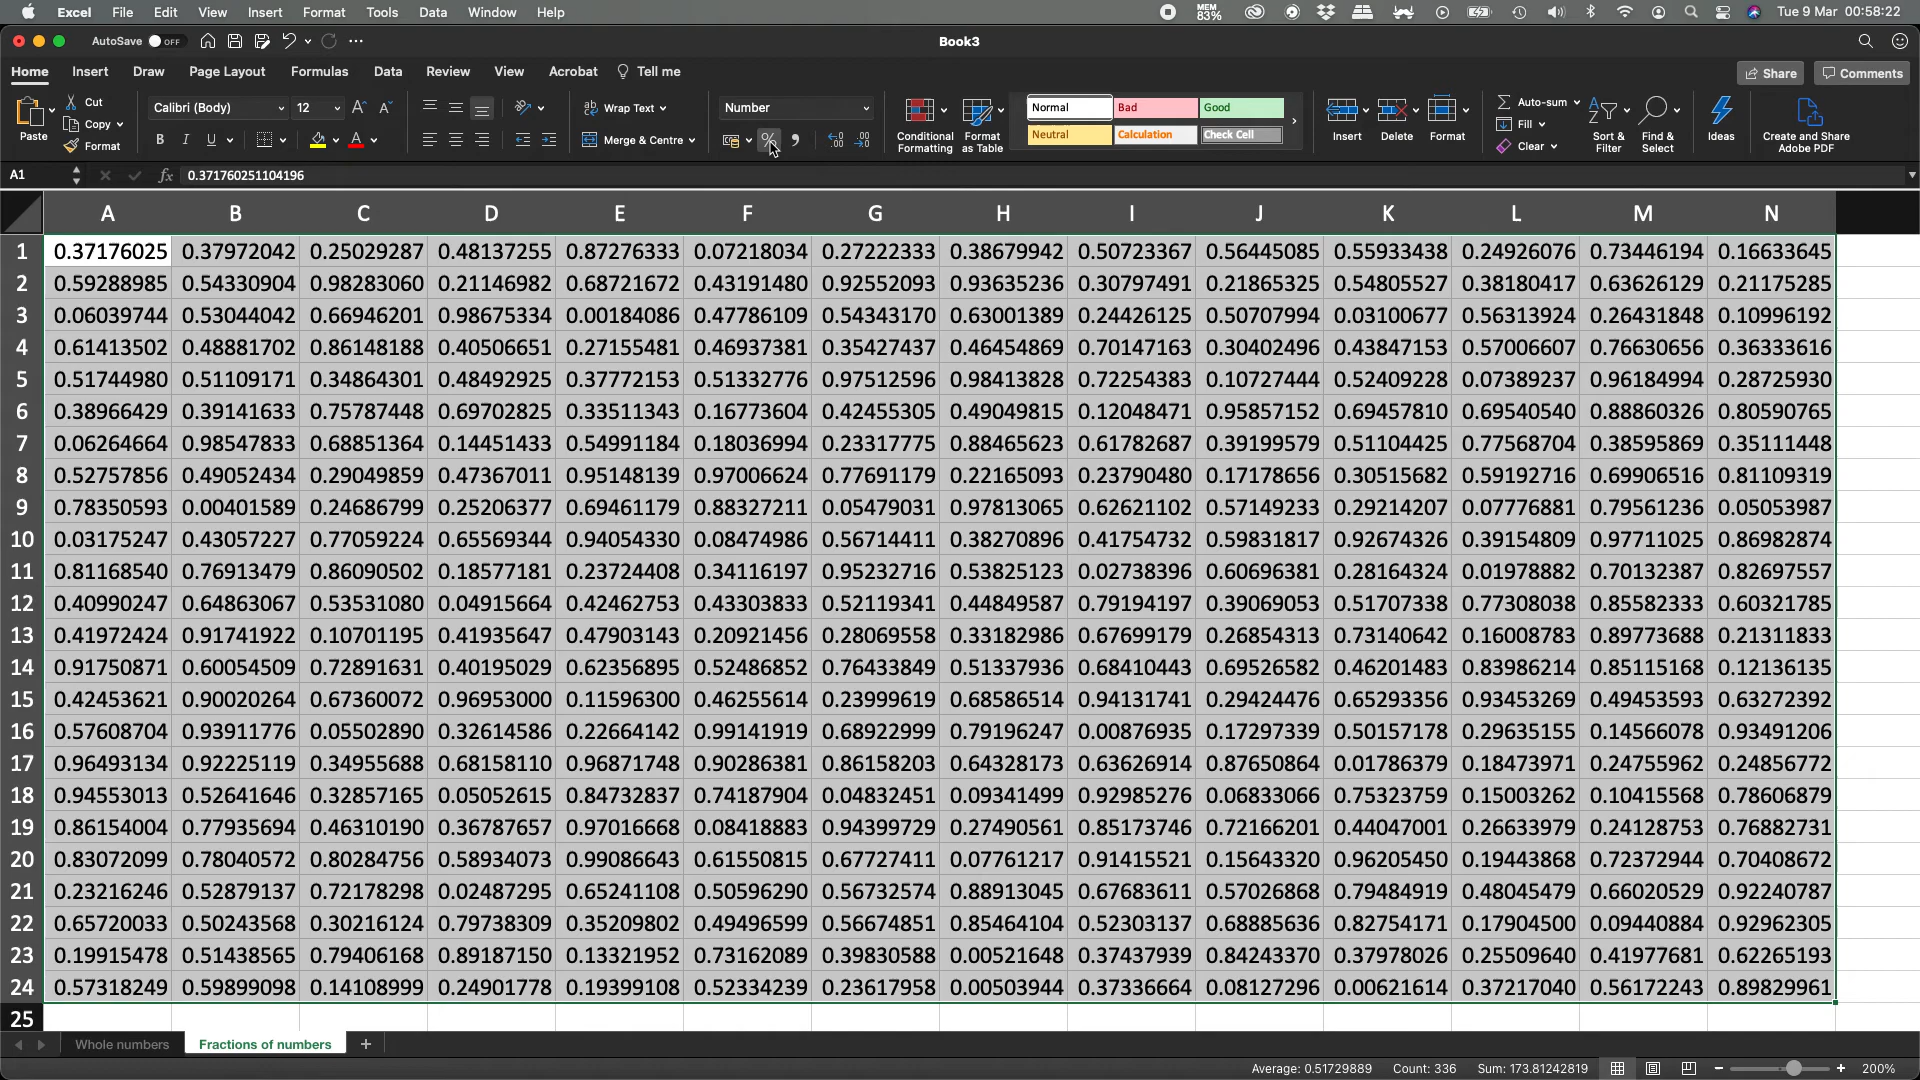 Excel File Edit View Insert Format Tools Data Window Help MEM 83% Tue 9 Mar 00:58:22
AutoSave OFF Book3
Home Insert Draw Page Layout Formulas Data Review View Acrobat Tell me Share Comments
Paste Cut Copy Format
Calibri (Body) 12
B I U A
Wrap Text
Merge & Centre
Number
Conditional Formatting
Format as Table
Normal Bad Good
Neutral Calculation Check Cell
Insert Delete Format
Auto-sum
Fill
Clear
Sort & Filter
Find & Select
Ideas
Create and Share Adobe PDF
A1 fx 0.371760251104196
A B C D E F G H I J K L M N
1 0.37176025 0.37972042 0.25029287 0.48137255 0.87276333 0.07218034 0.27222333 0.38679942 0.50723367 0.56445085 0.55933438 0.24926076 0.73446194 0.16633645
2 0.59288985 0.54330904 0.98283060 0.21146982 0.68721672 0.43191480 0.92552093 0.93635236 0.30797491 0.21865325 0.54805527 0.38180417 0.63626129 0.21175285
3 0.06039744 0.53044042 0.66946201 0.98675334 0.00184086 0.47786109 0.54343170 0.63001389 0.24426125 0.50707994 0.03100677 0.56313924 0.26431848 0.10996192
4 0.61413502 0.48881702 0.86148188 0.40506651 0.27155481 0.46937381 0.35427437 0.46454869 0.70147163 0.30402496 0.43847153 0.57006607 0.76630656 0.36333616
5 0.51744980 0.51109171 0.34864301 0.48492925 0.37772153 0.51332776 0.97512596 0.98413828 0.72254383 0.10727444 0.52409228 0.07389237 0.96184994 0.28725930
6 0.38966429 0.39141633 0.75787448 0.69702825 0.33511343 0.16773604 0.42455305 0.49049815 0.12048471 0.95857152 0.69457810 0.69540540 0.88860326 0.80590765
7 0.06264664 0.98547833 0.68851364 0.14451433 0.54991184 0.18036994 0.23317775 0.88465623 0.61782687 0.39199579 0.51104425 0.77568704 0.38595869 0.35111448
8 0.52757856 0.49052434 0.29049859 0.47367011 0.95148139 0.97006624 0.77691179 0.22165093 0.23790480 0.17178656 0.30515682 0.59192716 0.69906516 0.81109319
9 0.78350593 0.00401589 0.24686799 0.25206377 0.69461179 0.88327211 0.05479031 0.97813065 0.62621102 0.57149233 0.29214207 0.07776881 0.79561236 0.05053987
10 0.03175247 0.43057227 0.77059224 0.65569344 0.94054330 0.08474986 0.56714411 0.38270896 0.41754732 0.59831817 0.92674326 0.39154809 0.97711025 0.86982874
11 0.81168540 0.76913479 0.86090502 0.18577181 0.23724408 0.34116197 0.95232716 0.53825123 0.02738396 0.60696381 0.28164324 0.01978882 0.70132387 0.82697557
12 0.40990247 0.64863067 0.53531080 0.04915664 0.42462753 0.43303833 0.52119341 0.44849587 0.79194197 0.39069053 0.51707338 0.77308038 0.85582333 0.60321785
13 0.41972424 0.91741922 0.10701195 0.41935647 0.47903143 0.20921456 0.28069558 0.33182986 0.67699179 0.26854313 0.73140642 0.16008783 0.89773688 0.21311833
14 0.91750871 0.60054509 0.72891631 0.40195029 0.62356895 0.52486852 0.76433849 0.51337936 0.68410443 0.69526582 0.46201483 0.83986214 0.85115168 0.12136135
15 0.42453621 0.90020264 0.67360072 0.96953000 0.11596300 0.46255614 0.23999619 0.68586514 0.94131741 0.29424476 0.65293356 0.93453269 0.49453593 0.63272392
16 0.57608704 0.93911776 0.05502890 0.32614586 0.22664142 0.99141919 0.68922999 0.79196247 0.00876935 0.17297339 0.50157178 0.29635155 0.14566078 0.93491206
17 0.96493134 0.92225119 0.34955688 0.68158110 0.96871748 0.90286381 0.86158203 0.64328173 0.63626914 0.87650864 0.01786379 0.18473971 0.24755962 0.24856772
18 0.94553013 0.52641646 0.32857165 0.05052615 0.84732837 0.74187904 0.04832451 0.09341499 0.92985276 0.06833066 0.75323759 0.15003262 0.10415568 0.78606879
19 0.86154004 0.77935694 0.46310190 0.36787657 0.97016668 0.08418883 0.94399729 0.27490561 0.85173746 0.72166201 0.44047001 0.26633979 0.24128753 0.76882731
20 0.83072099 0.78040572 0.80284756 0.58934073 0.99086643 0.61550815 0.67727411 0.07761217 0.91415521 0.15643320 0.96205450 0.19443868 0.72372944 0.70408672
21 0.23216246 0.52879137 0.72178298 0.02487295 0.65241108 0.50596290 0.56732574 0.88913045 0.67683611 0.57026868 0.79484919 0.48045479 0.66020529 0.92240787
22 0.65720033 0.50243568 0.30216124 0.79738309 0.35209802 0.49496599 0.56674851 0.85464104 0.52303137 0.68885636 0.82754171 0.17904500 0.09440884 0.92962305
23 0.19915478 0.51438565 0.79406168 0.89187150 0.13321952 0.73162089 0.39830588 0.00521648 0.37437939 0.84243370 0.37978026 0.25509640 0.41977681 0.62265193
24 0.57318249 0.59899098 0.14108999 0.24901778 0.19399108 0.52334239 0.23617958 0.00503944 0.37336664 0.08127296 0.00621614 0.37217040 0.56172243 0.89829961
25
Whole numbers Fractions of numbers
Average: 0.51729889 Count: 336 Sum: 173.81242819 200%